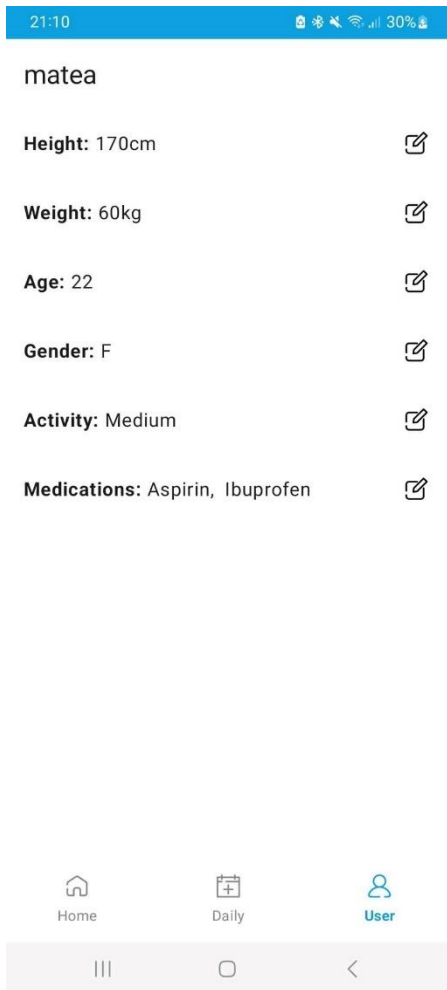 21:10 30%
matea
Height: 170cm
Weight: 60kg
Age: 22
Gender: F
Activity: Medium
Medications: Aspirin, Ibuprofen
Home Daily User